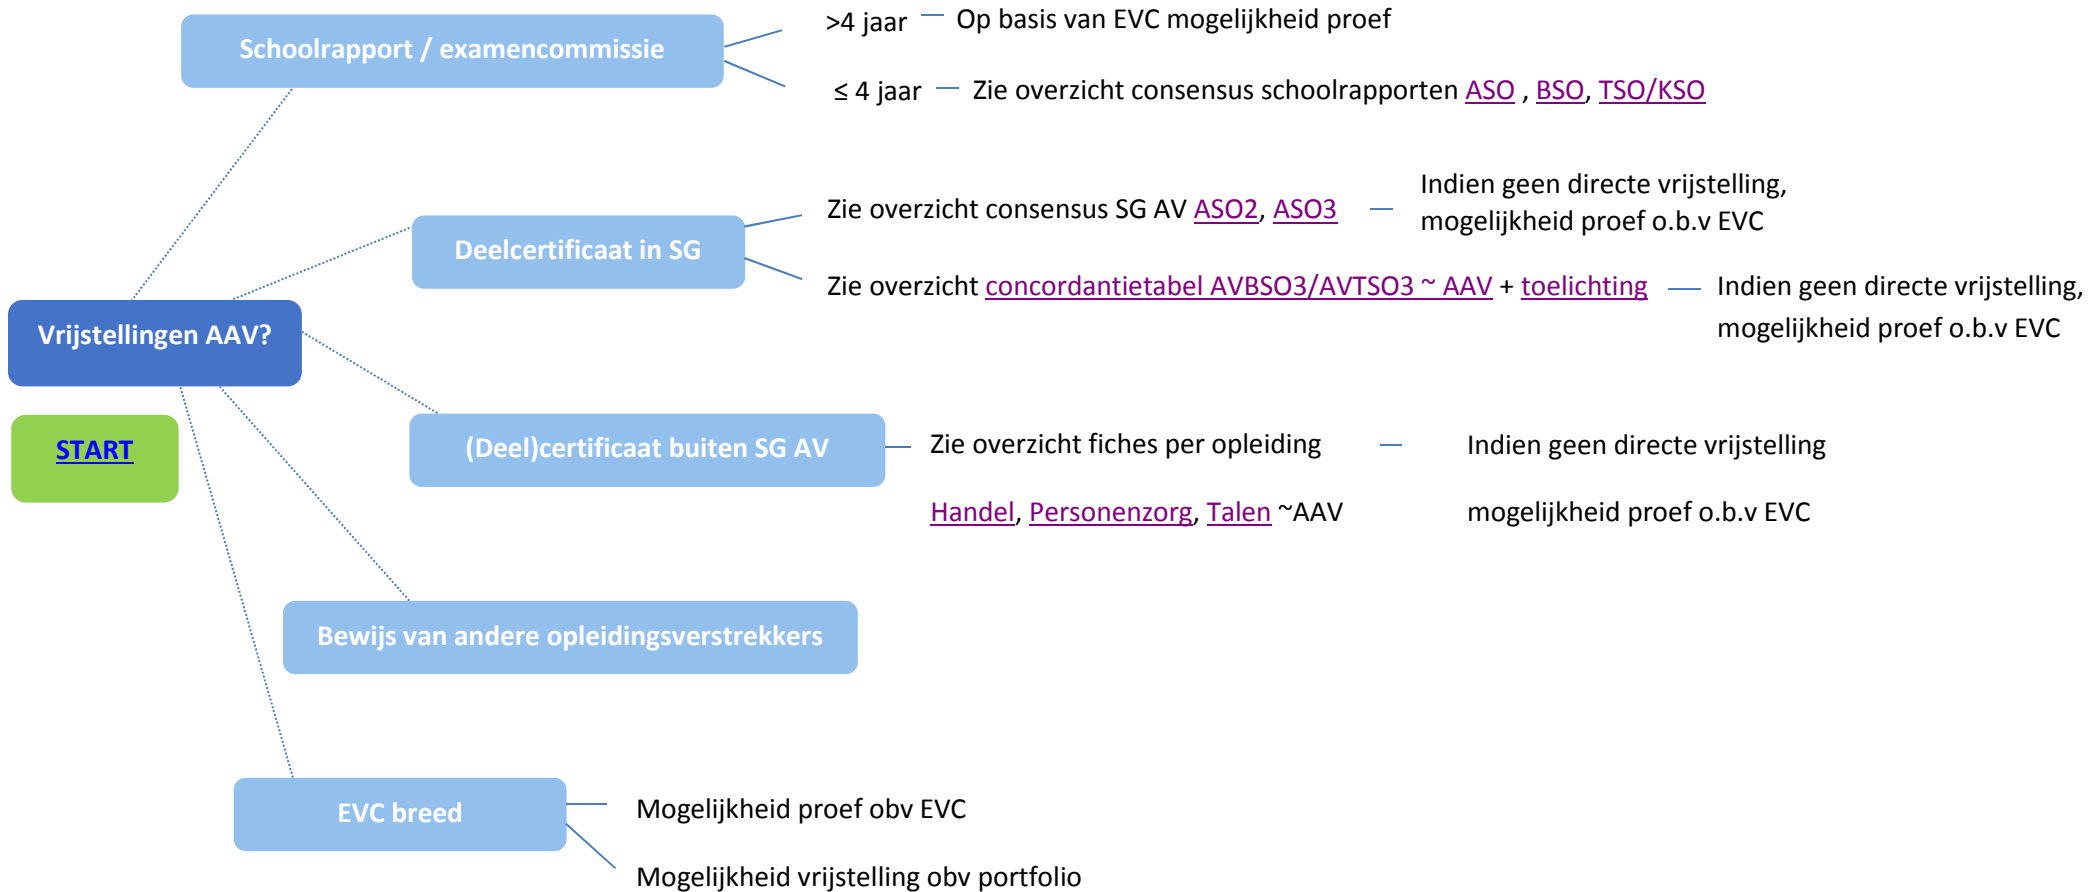 Schoolrapport / examencommissie
>4 jaar
Op basis van EVC mogelijkheid proef
≤ 4 jaar
Zie overzicht consensus schoolrapporten ASO , BSO, TSO/KSO
Deelcertificaat in SG
Zie overzicht consensus SG AV ASO2, ASO3
Indien geen directe vrijstelling,
mogelijkheid proef o.b.v EVC
Zie overzicht concordantietabel AVBSO3/AVTSO3 ~ AAV + toelichting
Indien geen directe vrijstelling,
mogelijkheid proef o.b.v EVC
Vrijstellingen AAV?
START
(Deel)certificaat buiten SG AV
Zie overzicht fiches per opleiding
Handel, Personenzorg, Talen ~AAV
Indien geen directe vrijstelling
mogelijkheid proef o.b.v EVC
Bewijs van andere opleidingsverstrekkers
EVC breed
Mogelijkheid proef obv EVC
Mogelijkheid vrijstelling obv portfolio